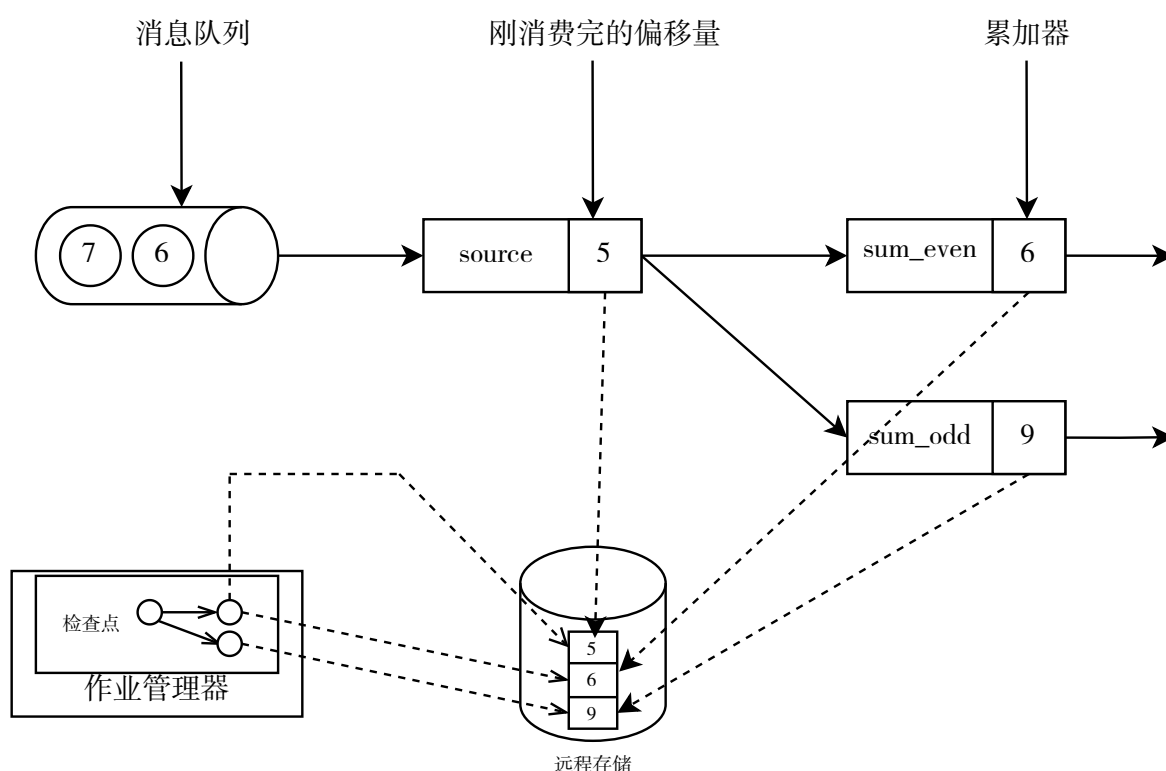 消息队列
刚消费完的偏移量
累加器
7
6
source
5
sum_even
6
sum_odd
9
检查点
作业管理器
5
6
9
远程存储